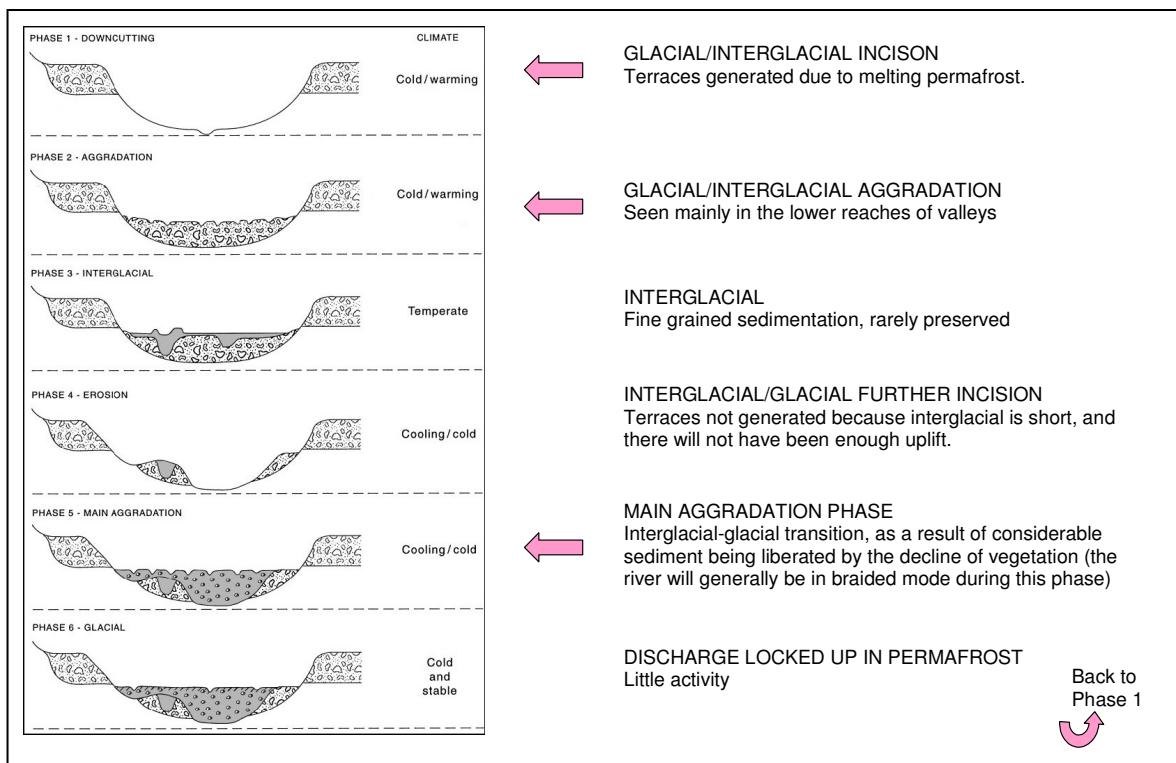 PHASE 1 - DOWNCUTTING
CLIMATE
Cold/warming
GLACIAL/INTERGLACIAL INCISON
Terraces generated due to melting permafrost.
PHASE 2 - AGGRADATION
Cold/warming
GLACIAL/INTERGLACIAL AGGRADATION
Seen mainly in the lower reaches of valleys
PHASE 3 - INTERGLACIAL
Temperate
INTERGLACIAL
Fine grained sedimentation, rarely preserved
PHASE 4 - EROSION
Cooling/cold
INTERGLACIAL/GLACIAL FURTHER INCISION
Terraces not generated because interglacial is short, and
there will not have been enough uplift.
PHASE 5 - MAIN AGGRADATION
Cooling/cold
MAIN AGGRADATION PHASE
Interglacial-glacial transition, as a result of considerable
sediment being liberated by the decline of vegetation (the
river will generally be in braided mode during this phase)
PHASE 6 - GLACIAL
Cold
and
stable
DISCHARGE LOCKED UP IN PERMAFROST
Little activity
Back to
Phase 1